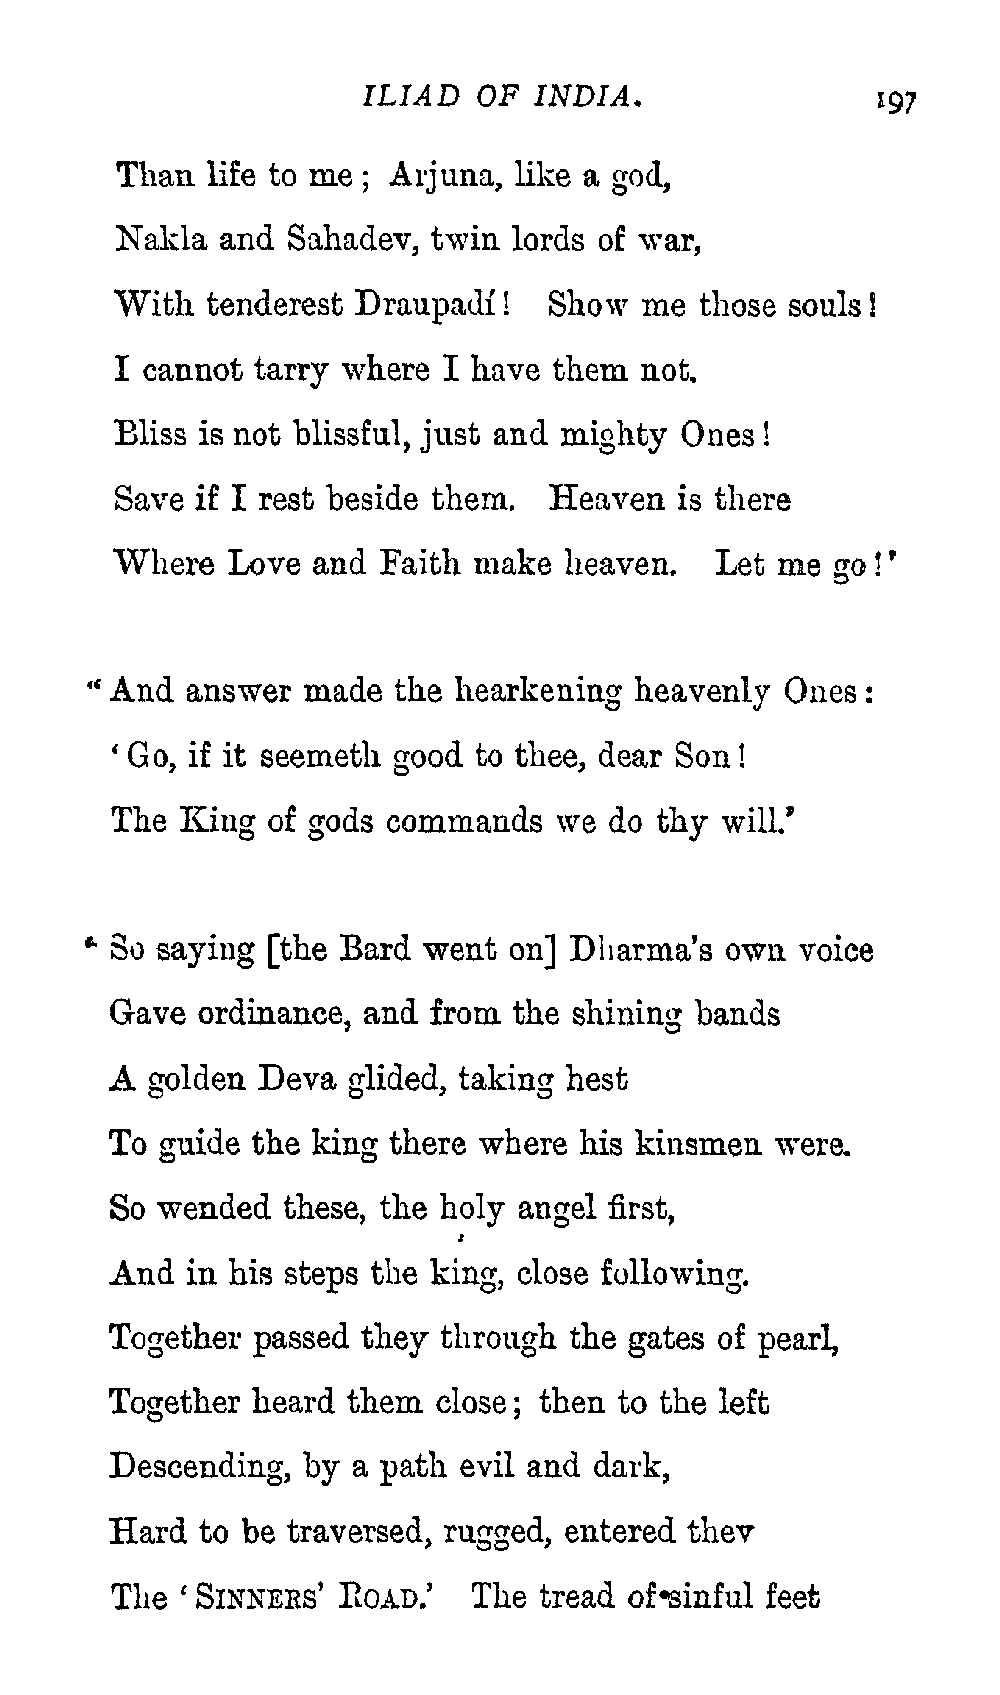 ILIAD OF INDIA. 197
Than life to me ; Arjuna, like a god,
Nakla and Sahadev, twin lords of war,
With tenderest Draupadí ! Show me those souls !
I cannot tarry where I have them not.
Bliss is not blissful, just and mighty Ones !
Save if I rest beside them. Heaven is there
Where Love and Faith make heaven. Let me go !'
“ And answer made the hearkening heavenly Ones :
‘ Go, if it seemeth good to thee, dear Son !
The King of gods commands we do thy will.’
“ So saying [the Bard went on] Dharma's own voice
Gave ordinance, and from the shining bands
A golden Deva glided, taking hest
To guide the king there where his kinsmen were.
So wended these, the holy angel first,
And in his steps the king, close following.
Together passed they through the gates of pearl,
Together heard them close ; then to the left
Descending, by a path evil and dark,
Hard to be traversed, rugged, entered they
The ‘ SINNERS’ ROAD.’ The tread of sinful feet